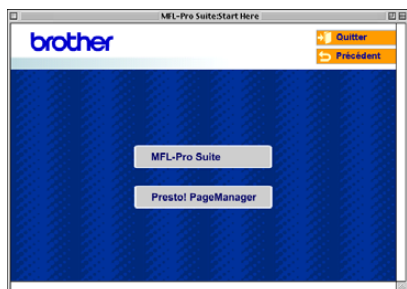 MFL-Pro Suite:Start Here
brother
Quitter
Précédent
MFL-Pro Suite
Presto! PageManager